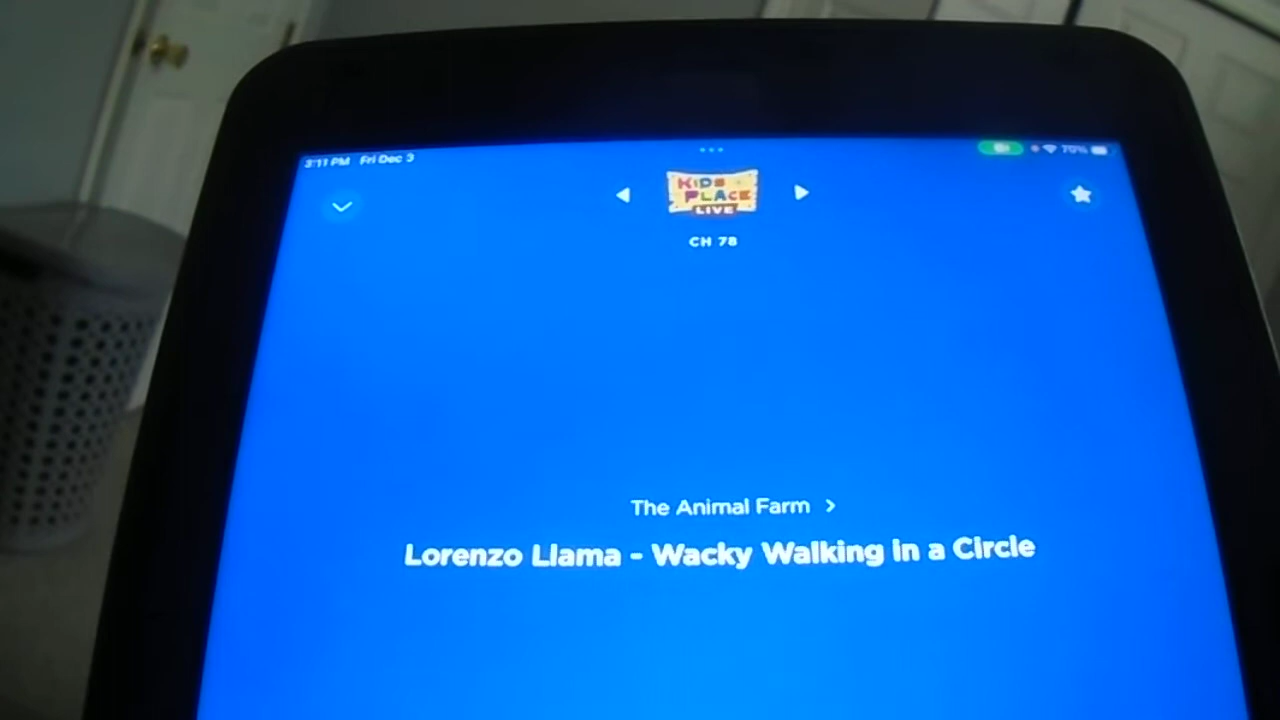 3:11 PM Fri Dec 3
70%
KIDS
PLACE
LIVE
CH 78
The Animal Farm
Lorenzo Llama - Wacky Walking in a Circle